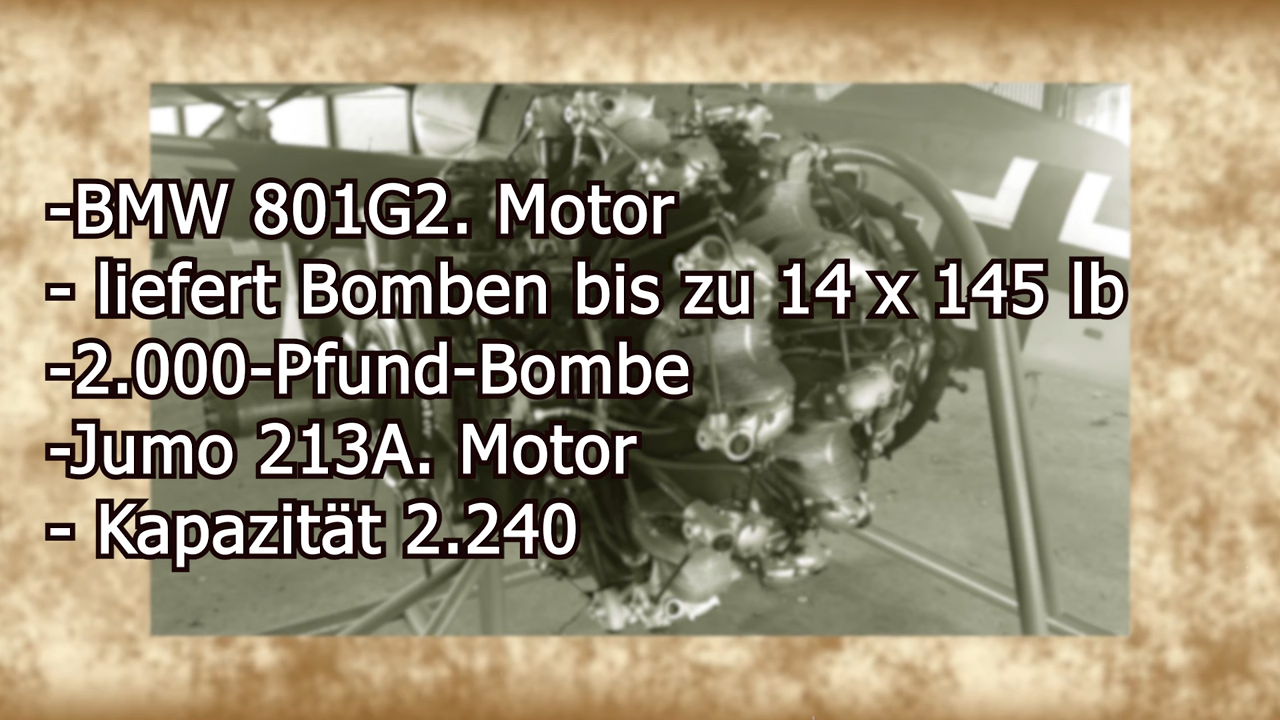 -BMW 801G2. Motor
- liefert Bomben bis zu 14 x 145 lb
-2.000-Pfund-Bombe
-Jumo 213A. Motor
- Kapazität 2.240